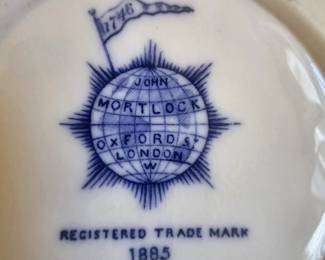 1746
JOHN
MORTLOCK
OXFORD ST
LONDON
W
REGISTERED TRADE MARK
1885